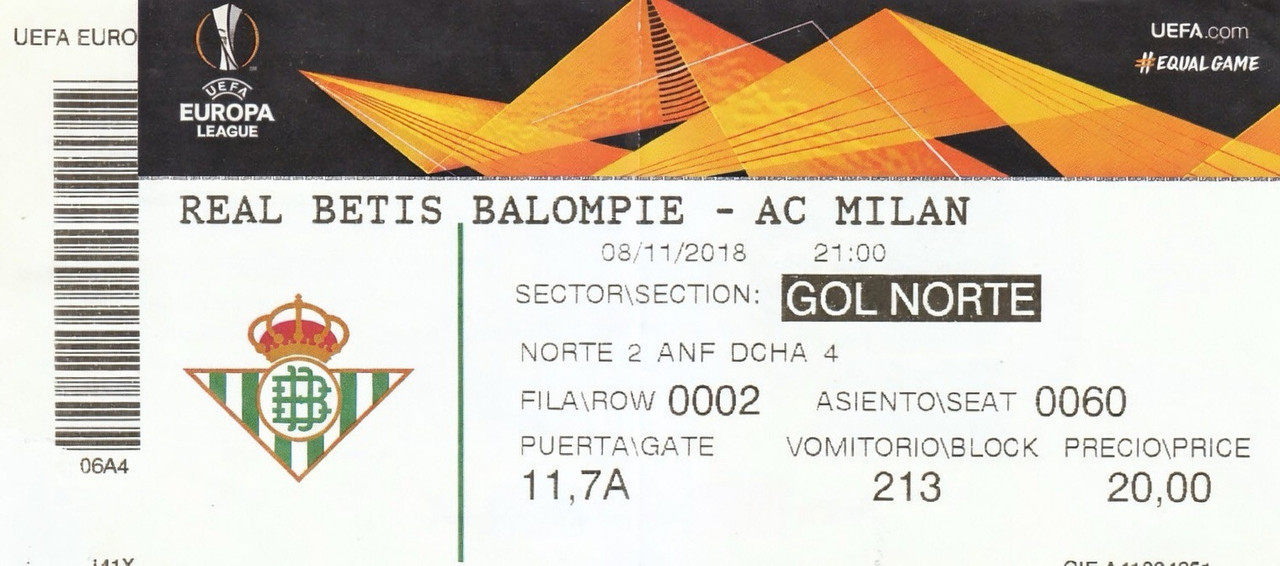 UEFA EURO
UEFA
EUROPA
LEAGUE
UEFA.com
#EQUALGAME
REAL BETIS BALOMPIE - AC MILAN
08/11/2018 21:00
SECTOR\SECTION: GOL NORTE
NORTE 2 ANF DCHA 4
FILA\ROW 0002 ASIENTO\SEAT 0060
PUERTA\GATE VOMITORIO\BLOCK PRECIO\PRICE
11,7A 213 20,00
06A4